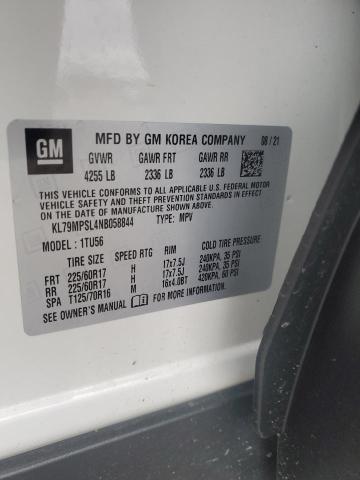 GM
MFD BY GM KOREA COMPANY 08 / 21
GVWR GAWR FRT GAWR RR
4255 LB 2336 LB 2336 LB
THIS VEHICLE CONFORMS TO ALL APPLICABLE U.S. FEDERAL MOTOR
VEHICLE SAFETY AND THEFT PREVENTION STANDARDS IN EFFECT ON
THE DATE OF MANUFACTURE SHOWN ABOVE.
KL79MPSL4NB058844 TYPE: MPV
MODEL: 1TU56
TIRE SIZE SPEED RTG RIM COLD TIRE PRESSURE
FRT 225/60R17 H 17x7.5J 240KPA, 35 PSI
RR 225/60R17 H 17x7.5J 240KPA, 35 PSI
SPA T125/70R16 M 16x4.0BT 420KPA, 60 PSI
SEE OWNER'S MANUAL